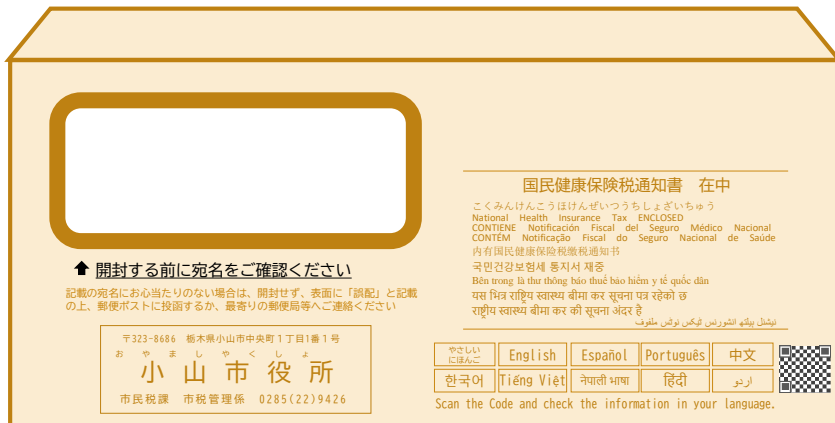 🡅 開封する前に宛名をご確認ください
記載の宛名にお心当たりのない場合は、開封せず、表面に「誤配」と記載
の上、郵便ポストに投函するか、最寄りの郵便局等へご連絡ください
〒323-8686 栃木県小山市中央町1丁目1番1号
おやましやくしょ
小山市役所
市民税課 市税管理係 0285(22)9426
国民健康保険税通知書 在中
こくみんけんこうほけんぜいつうちしょざいちゅう
National Health Insurance Tax ENCLOSED
CONTIENE Notificación Fiscal del Seguro Médico Nacional
CONTÉM Notificação Fiscal do Seguro Nacional de Saúde
内有国民健康保险税缴税通知书
국민건강보험세 통지서 재중
Bên trong là thư thông báo thuế bảo hiểm y tế quốc dân
यस भित्र राष्ट्रिय स्वास्थ्य बीमा कर सूचना पत्र रहेको छ
राष्ट्रीय स्वास्थ्य बीमा कर की सूचना अंदर है
نیشنل ہیلتھ انشورنس ٹیکس نوٹس ملفوف
やさしい
にほんご
English
Español
Português
中文
한국어
Tiếng Việt
नेपाली भाषा
हिंदी
اردو
Scan the Code and check the information in your language.